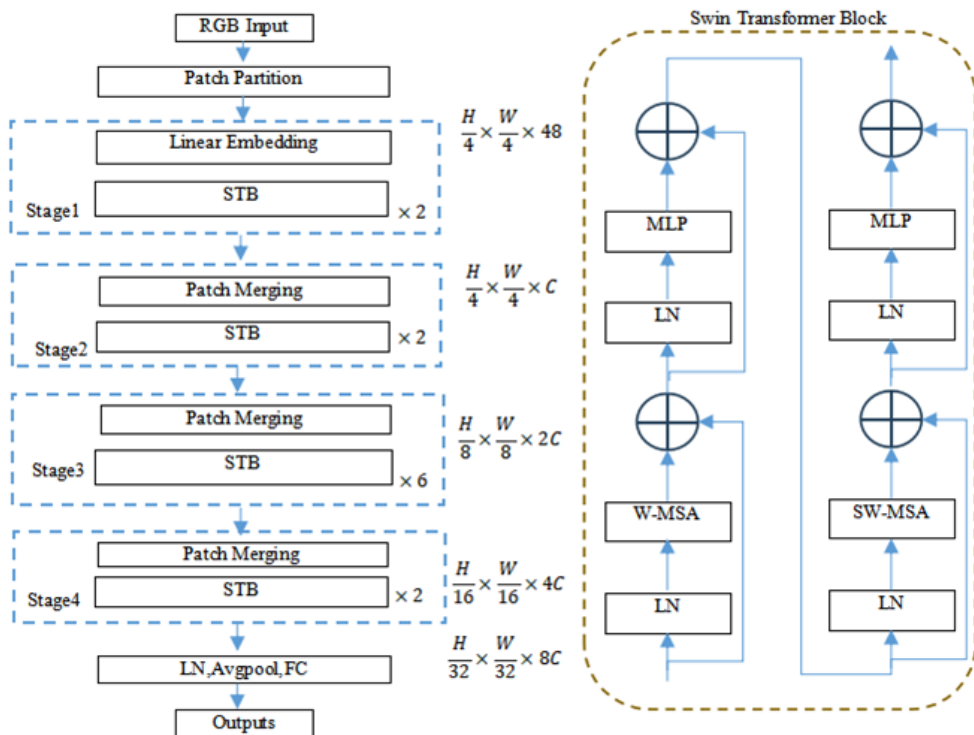 RGB Input
Patch Partition
H/4 × W/4 × 48
Linear Embedding
STB
× 2
Stage1
H/4 × W/4 × C
Patch Merging
STB
× 2
Stage2
H/8 × W/8 × 2C
Patch Merging
STB
× 6
Stage3
H/16 × W/16 × 4C
Patch Merging
STB
× 2
Stage4
H/32 × W/32 × 8C
LN,Avgpool,FC
Outputs
Swin Transformer Block
MLP
LN
W-MSA
LN
MLP
LN
SW-MSA
LN